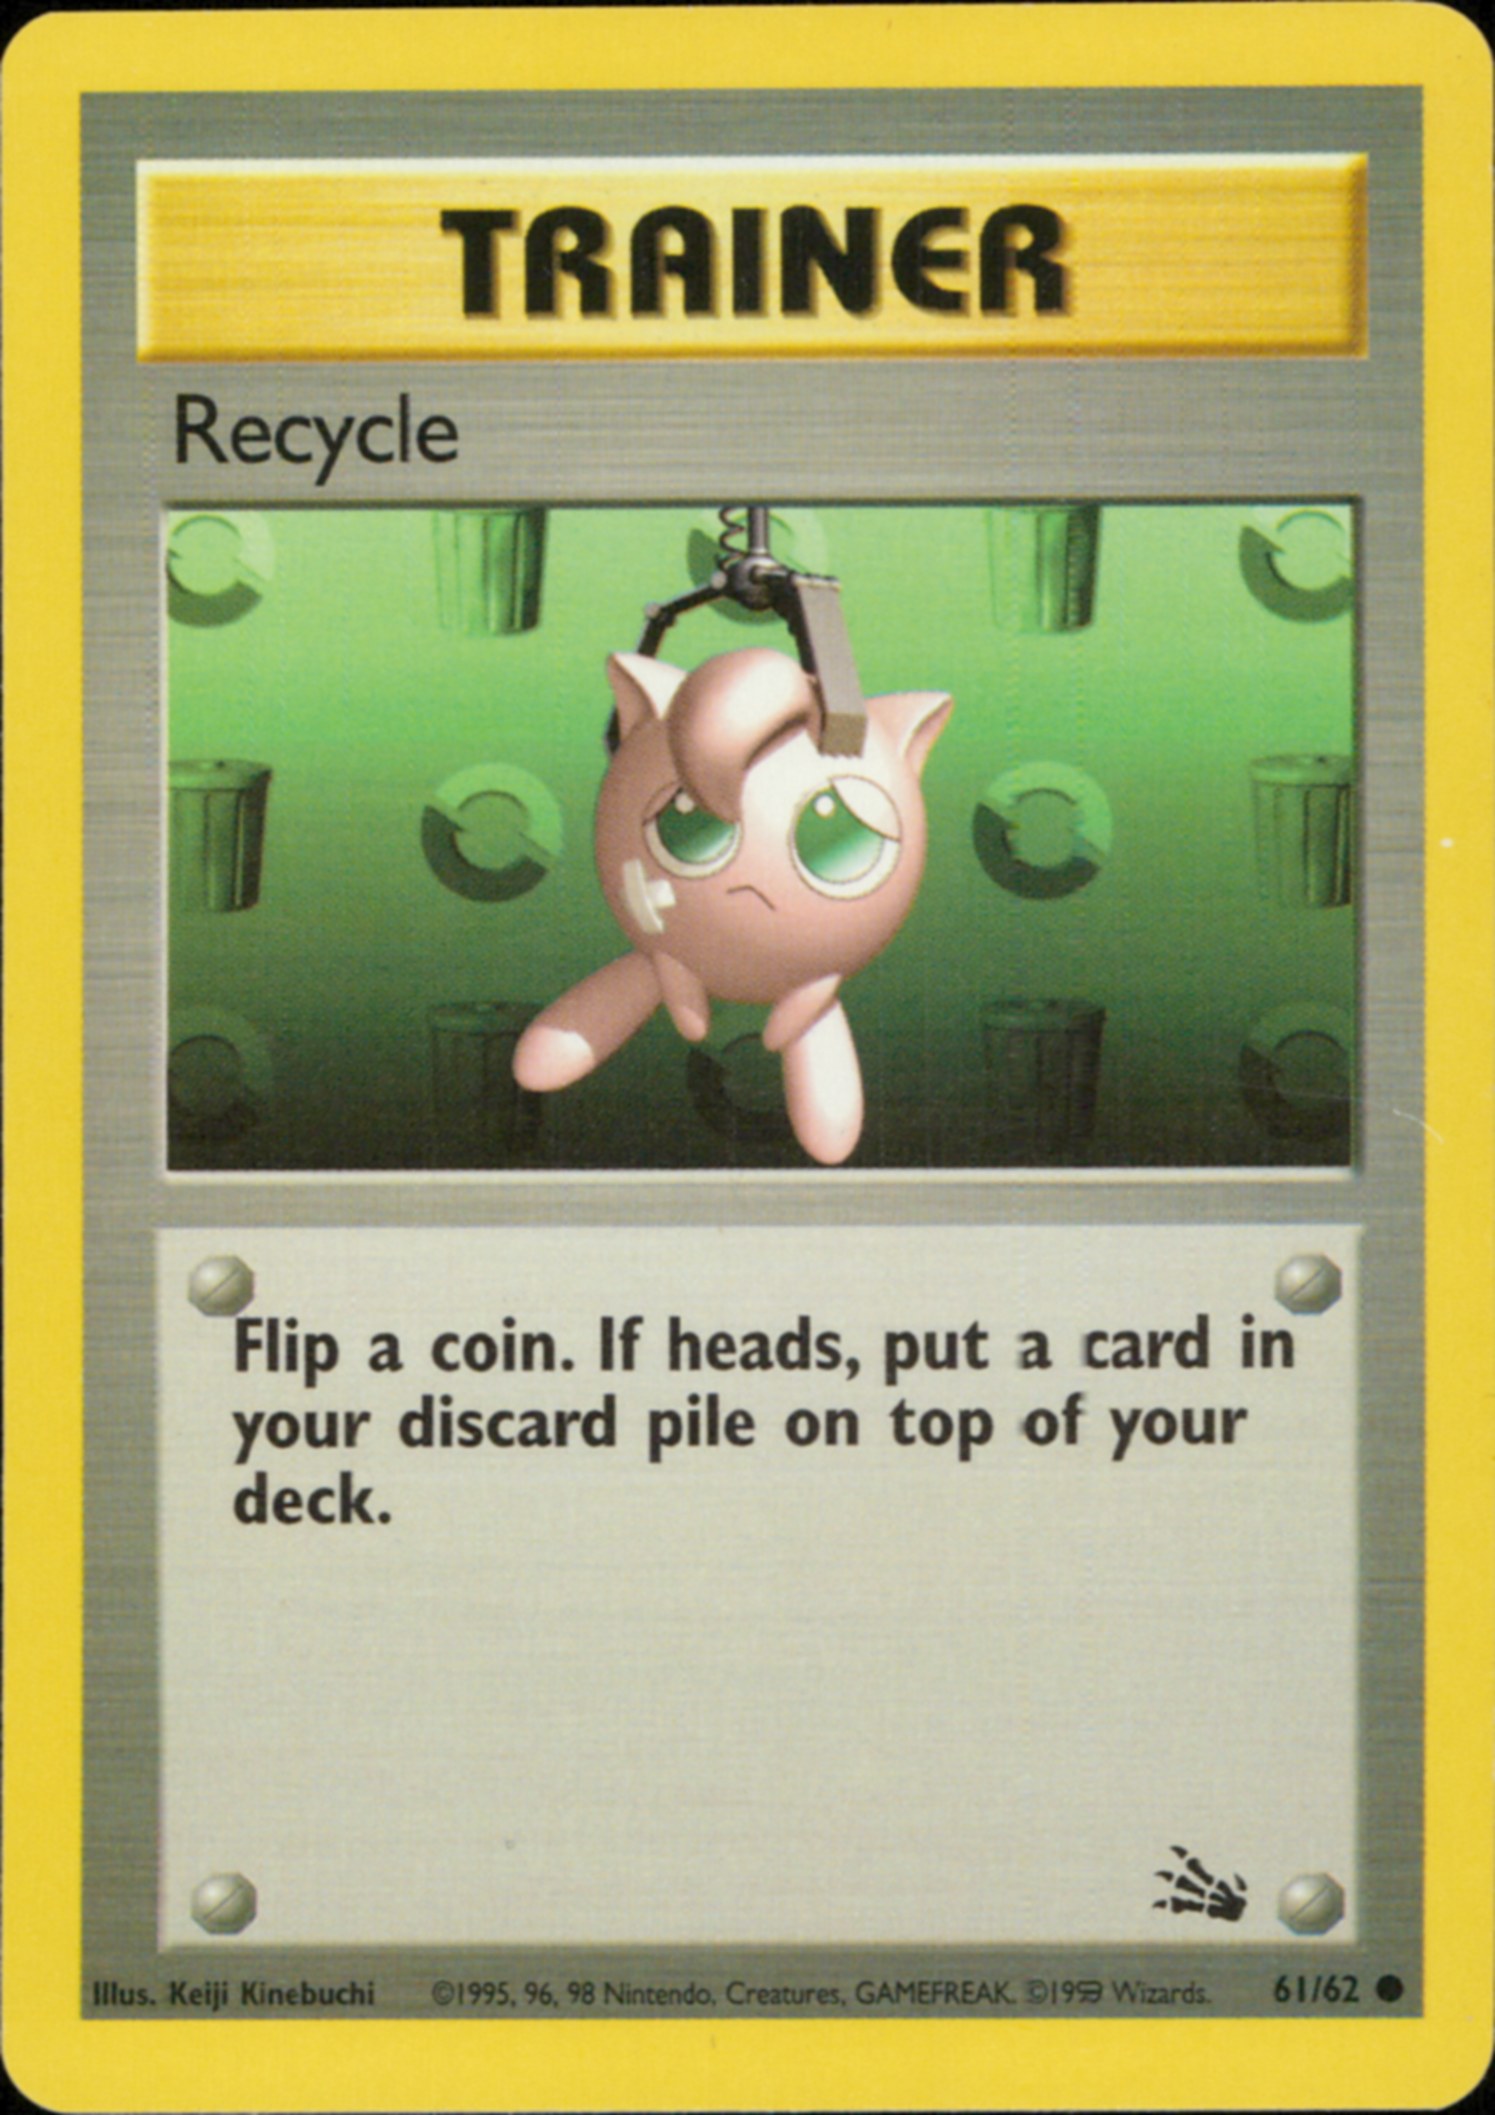 TRAINER
Recycle
Flip a coin. If heads, put a card in
your discard pile on top of your
deck.
Illus. Keiji Kinebuchi ©1995, 96, 98 Nintendo, Creatures, GAMEFREAK. ©1999 Wizards. 61/62